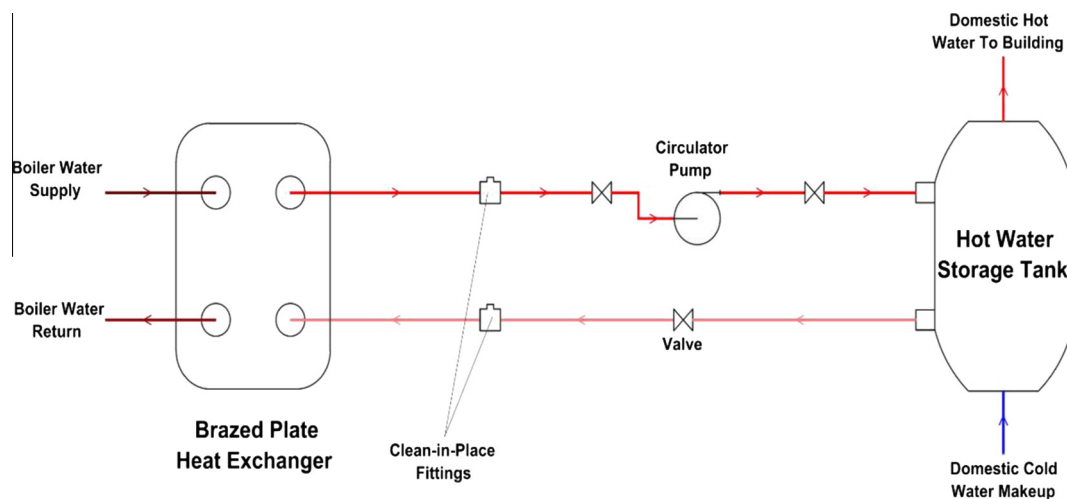 Domestic Hot
Water To Building
Boiler Water
Supply
Circulator
Pump
Hot Water
Storage Tank
Boiler Water
Return
Valve
Brazed Plate
Heat Exchanger
Clean-in-Place
Fittings
Domestic Cold
Water Makeup